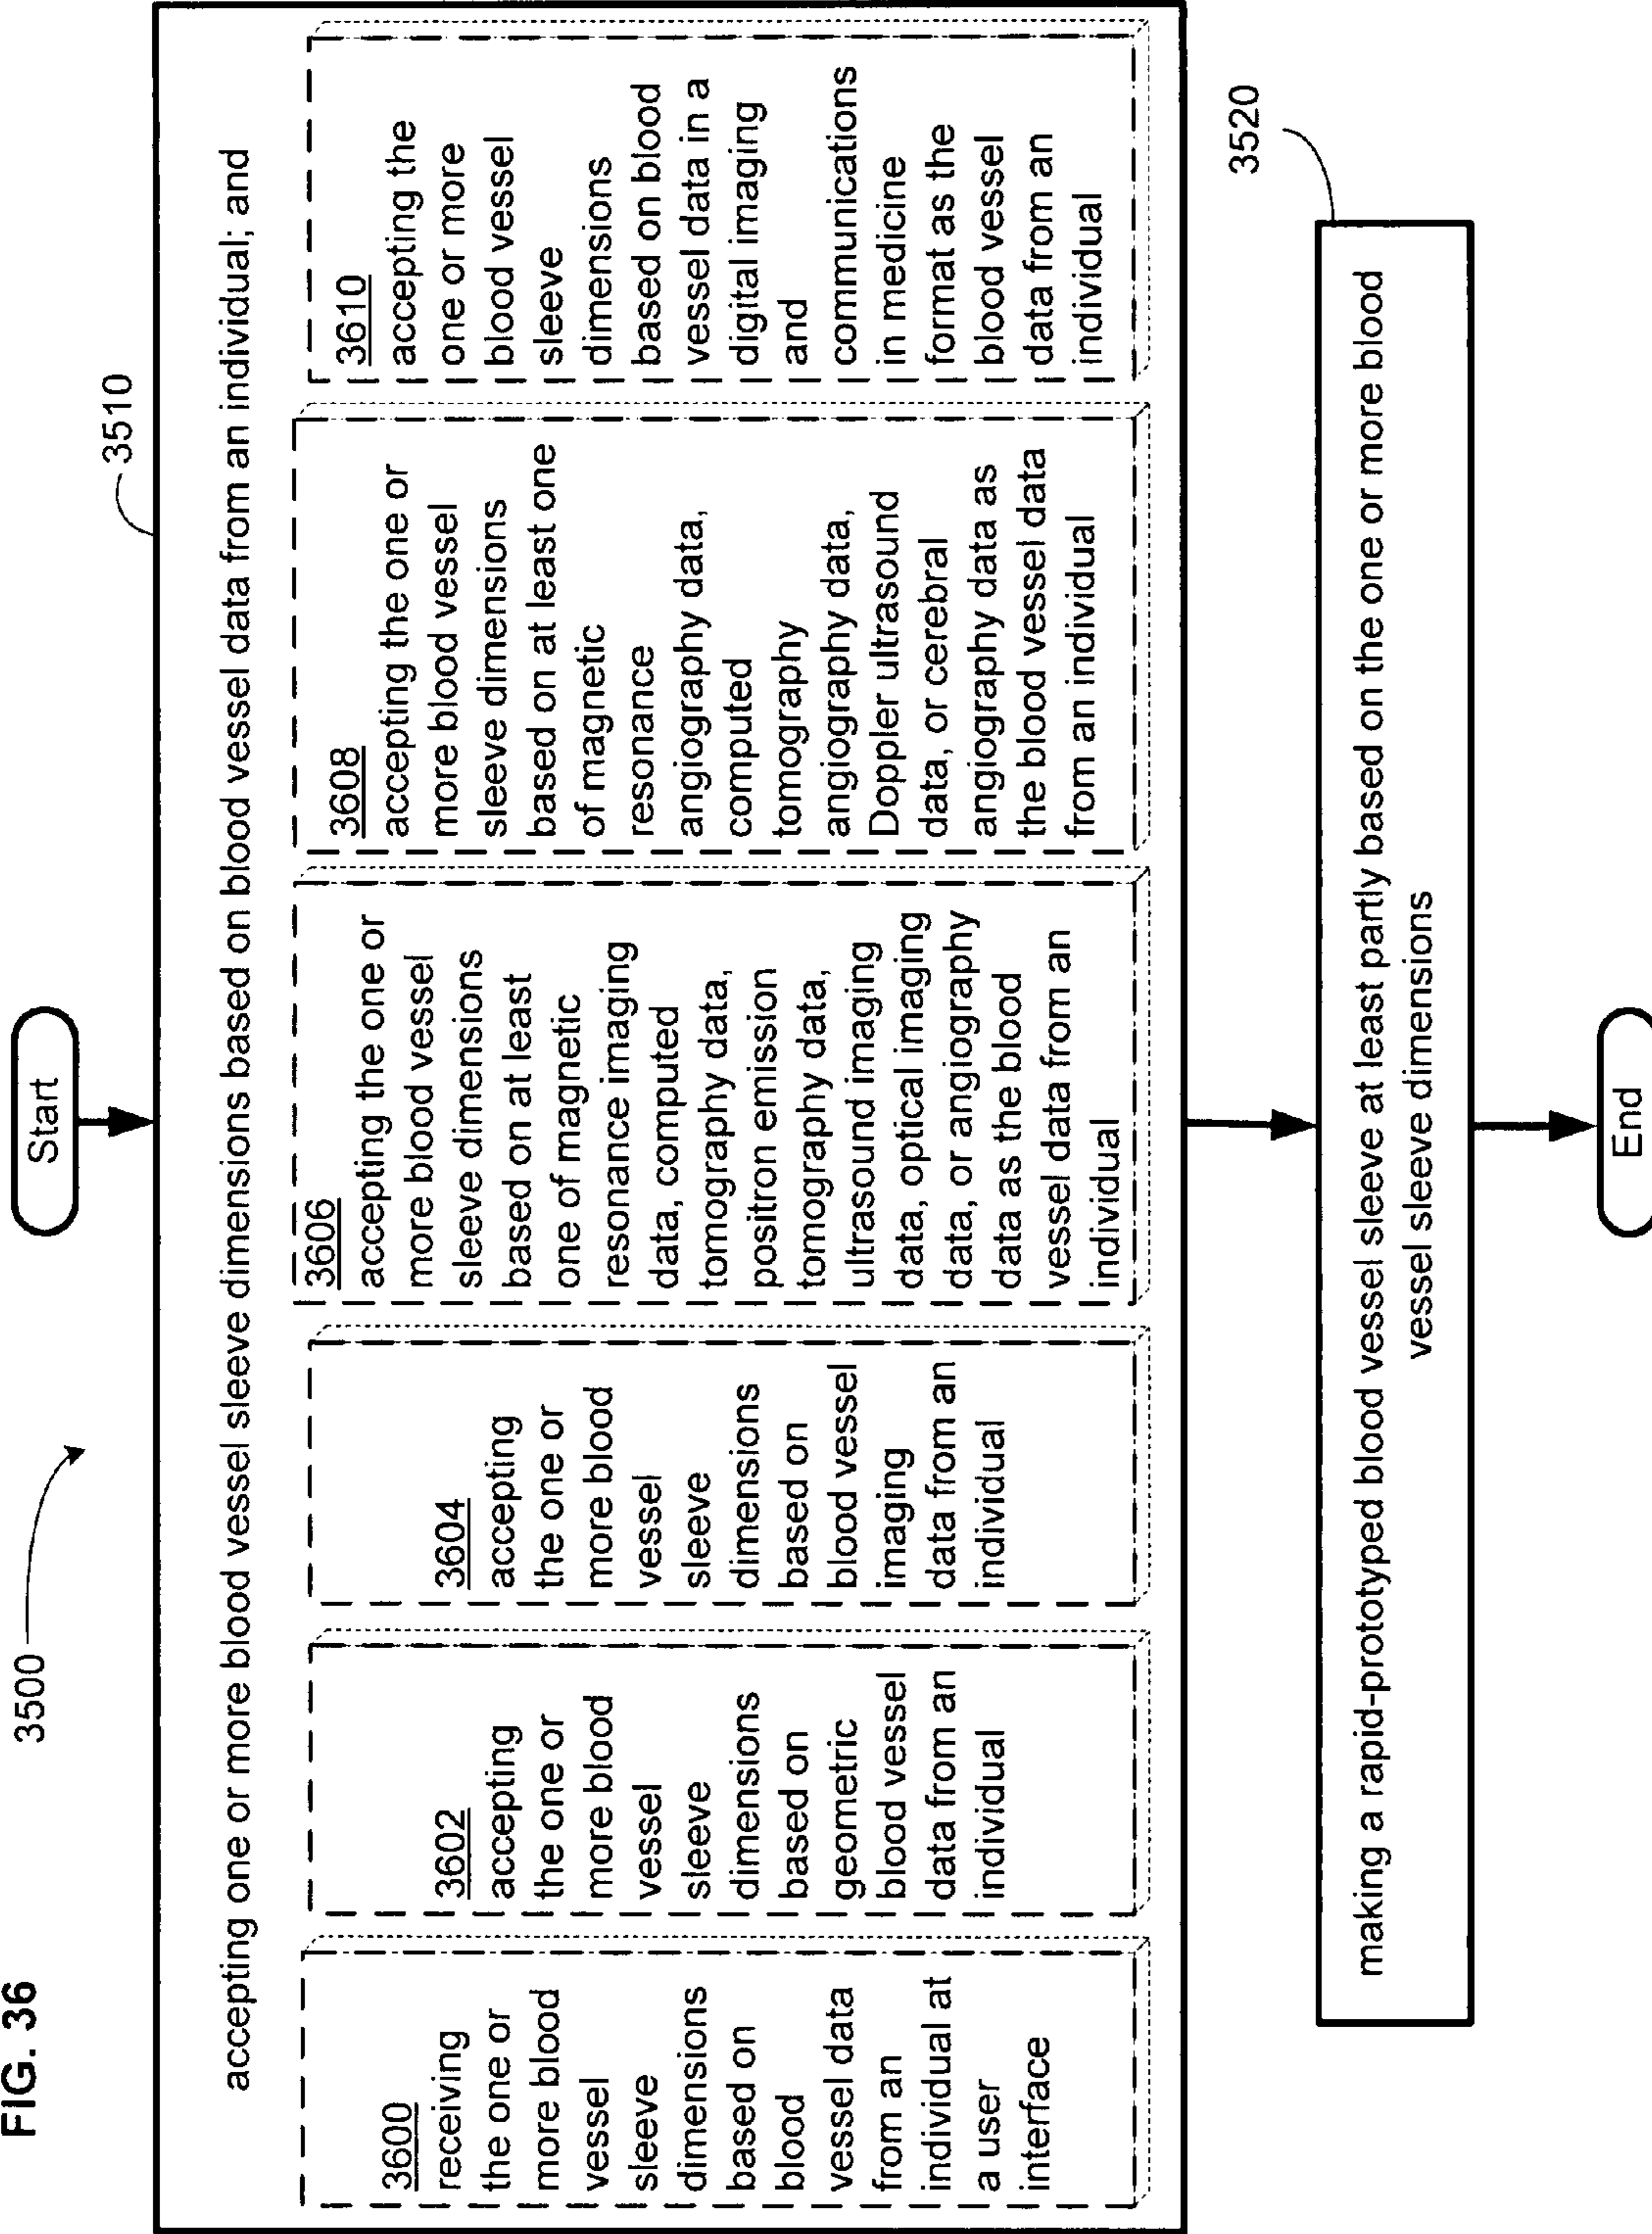 FIG. 36
3500
Start
3510
accepting one or more blood vessel sleeve dimensions based on blood vessel data from an individual; and
3600
receiving
the one or
more blood
vessel
sleeve
dimensions
based on
blood
vessel data
from an
individual at
a user
interface
3602
accepting
the one or
more blood
vessel
sleeve
dimensions
based on
geometric
blood vessel
data from an
individual
3604
accepting
the one or
more blood
vessel
sleeve
dimensions
based on
blood vessel
imaging
data from an
individual
3606
accepting the one or
more blood vessel
sleeve dimensions
based on at least
one of magnetic
resonance imaging
data, computed
tomography data,
positron emission
tomography data,
ultrasound imaging
data, optical imaging
data, or angiography
data as the blood
vessel data from an
individual
3608
accepting the one or
more blood vessel
sleeve dimensions
based on at least one
of magnetic
resonance
angiography data,
computed
tomography
angiography data,
Doppler ultrasound
data, or cerebral
angiography data as
the blood vessel data
from an individual
3610
accepting the
one or more
blood vessel
sleeve
dimensions
based on blood
vessel data in a
digital imaging
and
communications
in medicine
format as the
blood vessel
data from an
individual
3520
making a rapid-prototyped blood vessel sleeve at least partly based on the one or more blood
vessel sleeve dimensions
End